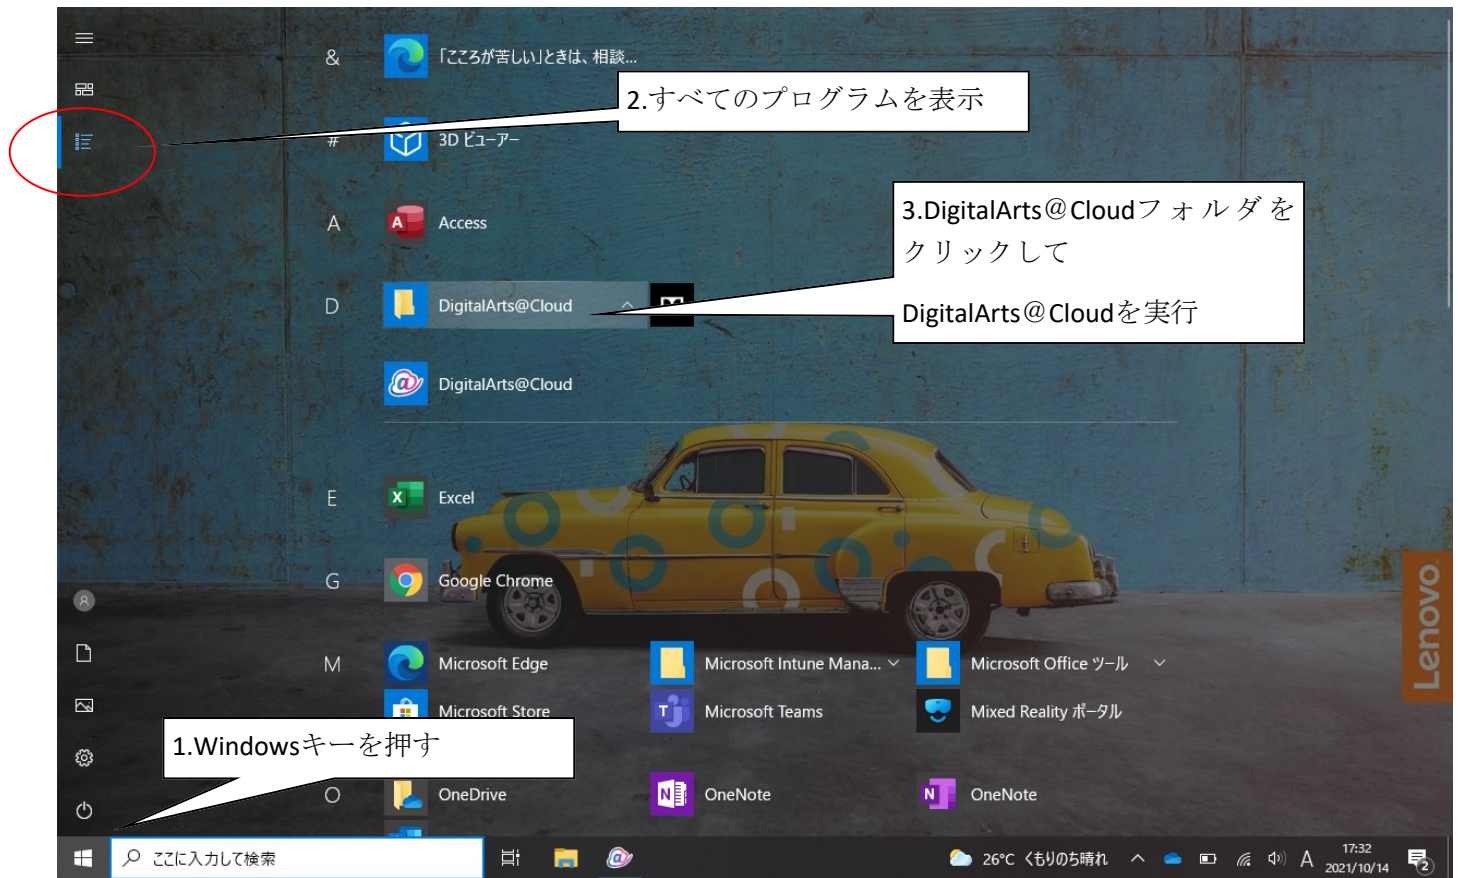 &
「こころが苦しい」ときは、相談...
2.すべてのプログラムを表示
#
3D ビューアー
3.DigitalArts＠Cloudフォルダを
クリックして
DigitalArts＠Cloudを実行
A
Access
D
DigitalArts@Cloud
DigitalArts@Cloud
E
Excel
G
Google Chrome
Lenovo
M
Microsoft Edge
Microsoft Intune Mana...
Microsoft Office ツール
Microsoft Store
Microsoft Teams
Mixed Reality ポータル
1.Windowsキーを押す
O
OneDrive
OneNote
OneNote
ここに入力して検索
26°C くもりのち晴れ
A
17:32
2021/10/14
2